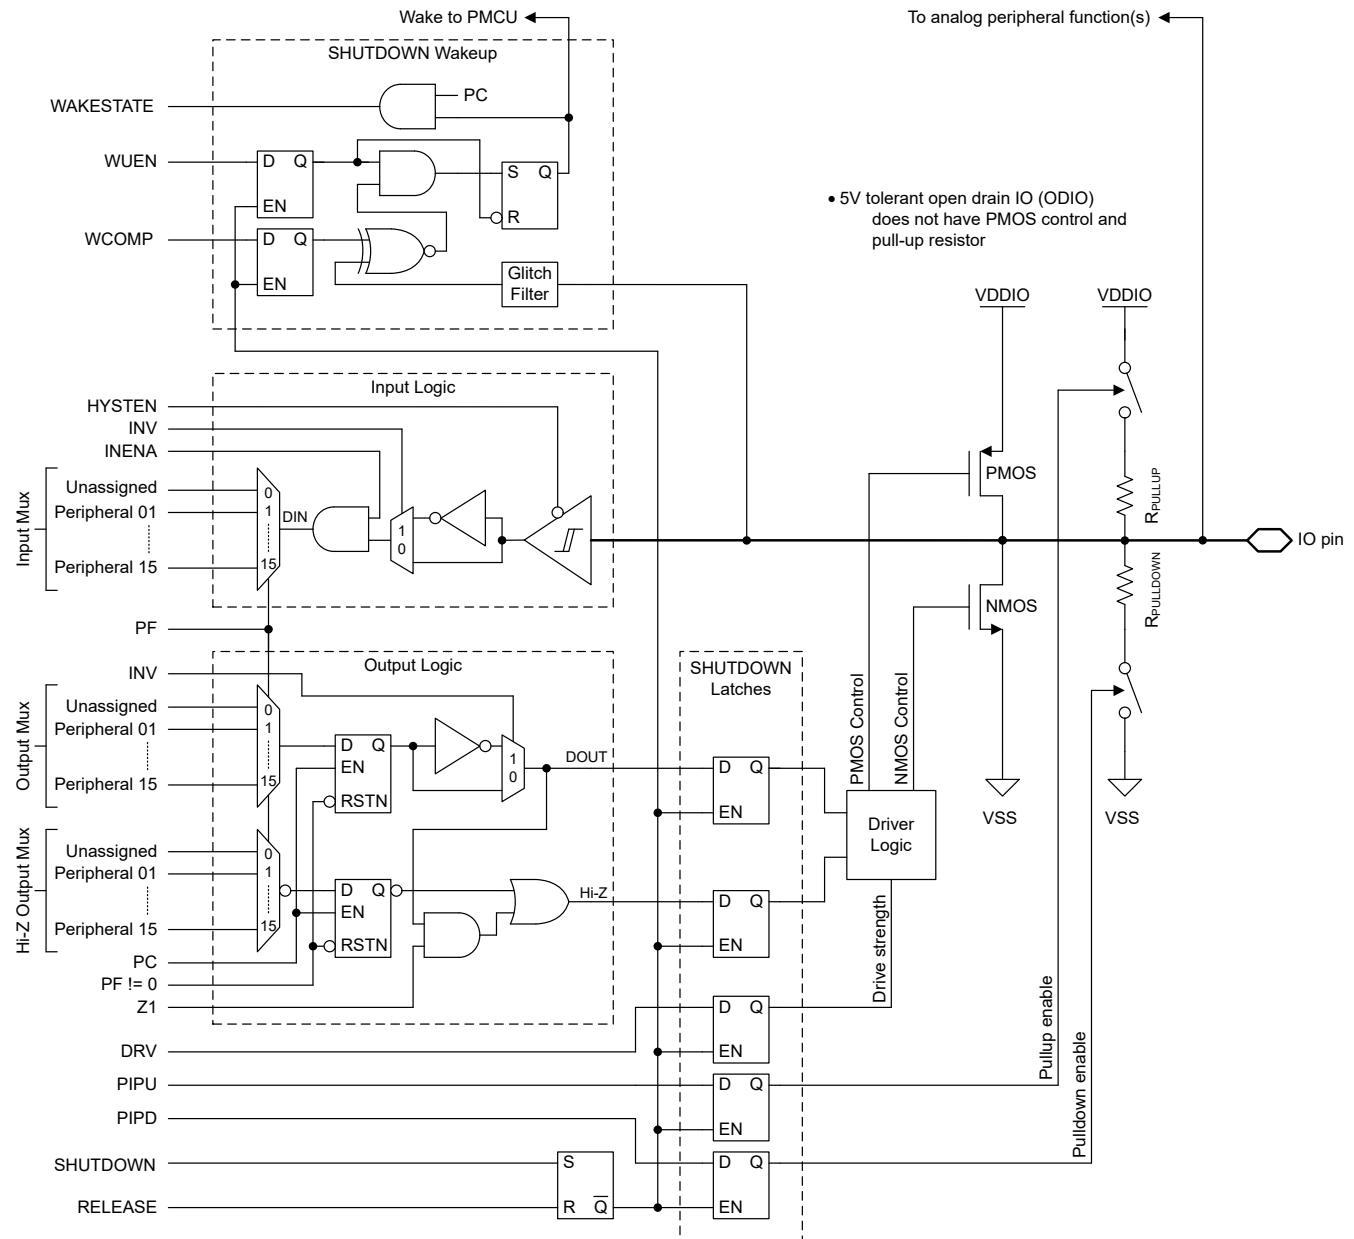 Wake to PMCU
To analog peripheral function(s)
SHUTDOWN Wakeup
WAKESTATE
PC
WUEN
D Q
EN
S Q
R
WCOMP
D Q
EN
Glitch
Filter
• 5V tolerant open drain IO (ODIO)
does not have PMOS control and
pull-up resistor
VDDIO
VDDIO
Input Logic
HYSTEN
INV
INENA
Input Mux
Unassigned
Peripheral 01
Peripheral 15
0
1
15
DIN
1
0
PMOS
RPULLUP
IO pin
RPULLDOWN
NMOS
PF
Output Logic
INV
Output Mux
Unassigned
Peripheral 01
Peripheral 15
0
1
15
D Q
EN
RSTN
1
0
DOUT
SHUTDOWN
Latches
D Q
EN
PMOS Control
NMOS Control
Driver
Logic
VSS
VSS
Hi-Z Output Mux
Unassigned
Peripheral 01
Peripheral 15
0
1
15
D Q
EN
RSTN
Hi-Z
D Q
EN
Drive strength
PC
PF != 0
Z1
DRV
D Q
EN
PIPU
D Q
EN
Pullup enable
PIPD
Pulldown enable
SHUTDOWN
S
D Q
RELEASE
R Q̅
EN